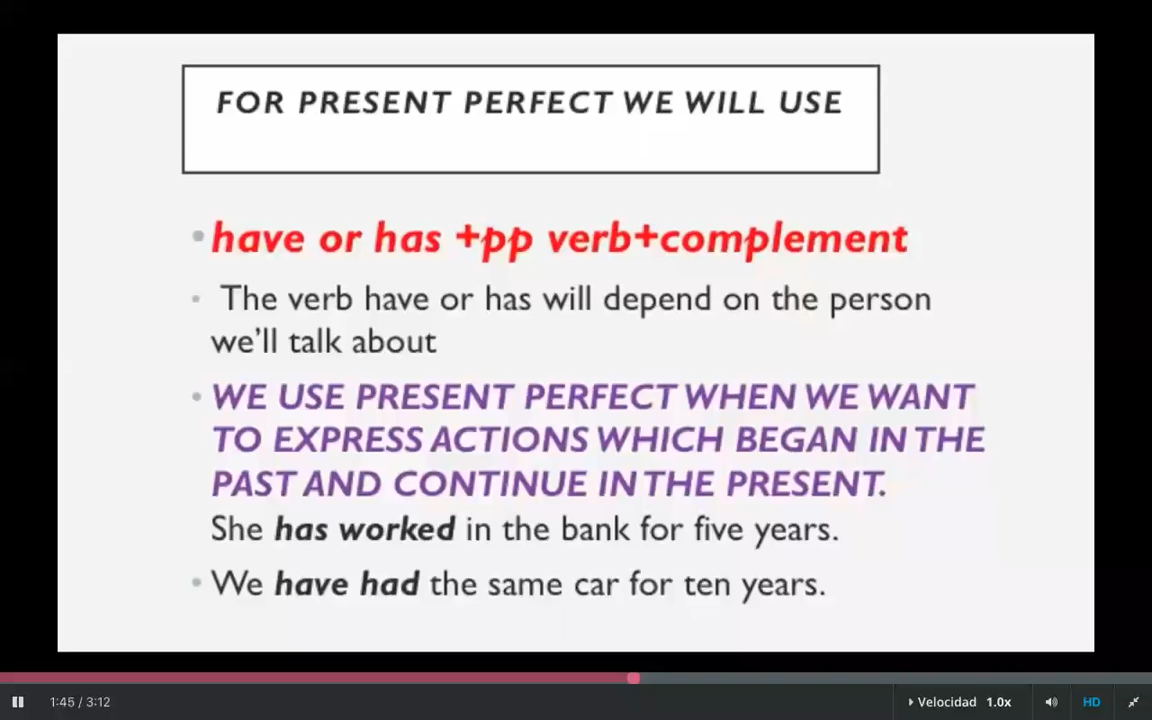 FOR PRESENT PERFECT WE WILL USE
• have or has +pp verb+complement
• The verb have or has will depend on the person
we'll talk about
• WE USE PRESENT PERFECT WHEN WE WANT
TO EXPRESS ACTIONS WHICH BEGAN IN THE
PAST AND CONTINUE IN THE PRESENT.
She has worked in the bank for five years.
• We have had the same car for ten years.
1:45 / 3:12 Velocidad 1.0x HD